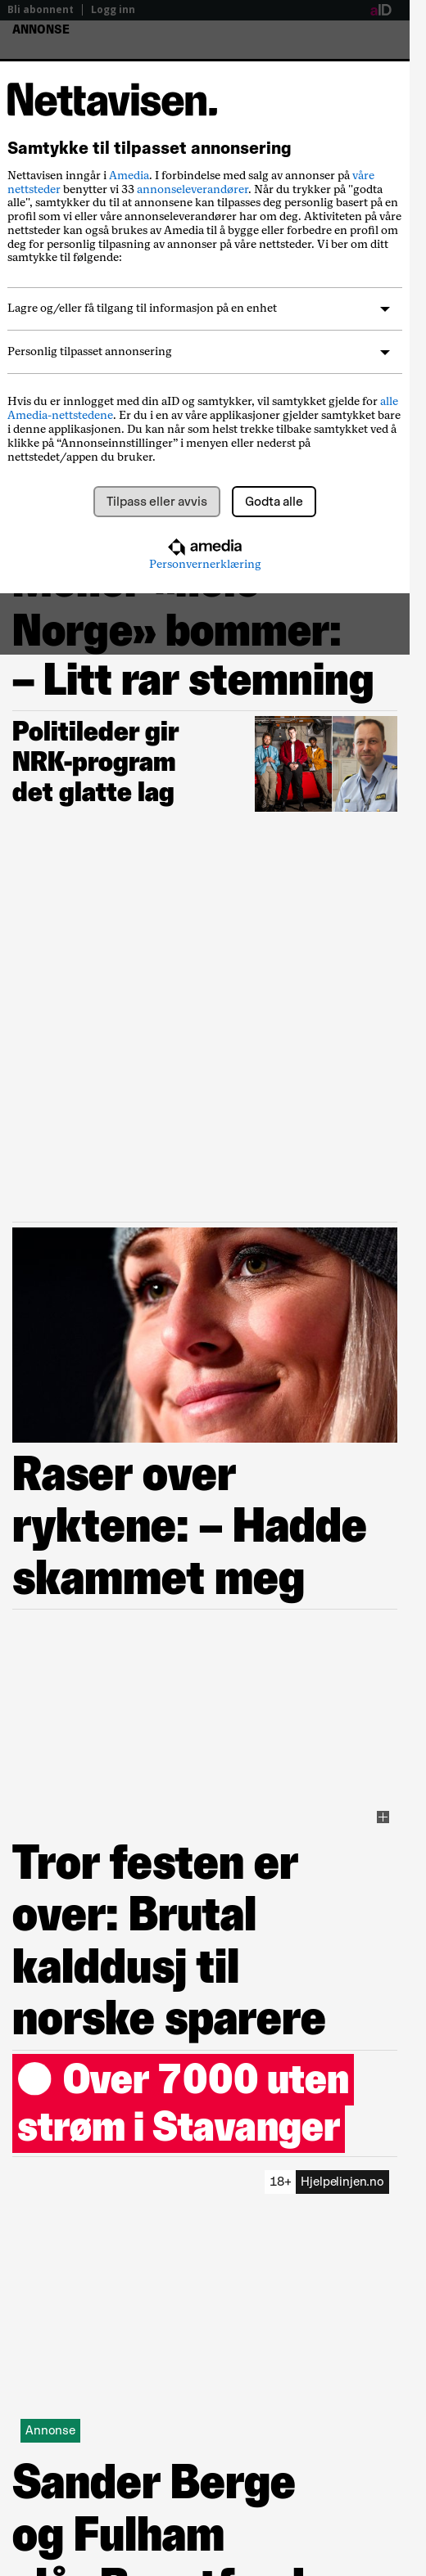 Bli abonnent | Logg inn
aID
ANNONSE
Nettavisen.
Samtykke til tilpasset annonsering
Nettavisen inngår i Amedia. I forbindelse med salg av annonser på våre
nettsteder benytter vi 33 annonseleverandører. Når du trykker på "godta
alle", samtykker du til at annonsene kan tilpasses deg personlig basert på en
profil som vi eller våre annonseleverandører har om deg. Aktiviteten på våre
nettsteder kan også brukes av Amedia til å bygge eller forbedre en profil om
deg for personlig tilpasning av annonser på våre nettsteder. Vi ber om ditt
samtykke til følgende:
Lagre og/eller få tilgang til informasjon på en enhet
Personlig tilpasset annonsering
Hvis du er innlogget med din aID og samtykker, vil samtykket gjelde for alle
Amedia-nettstedene. Er du i en av våre applikasjoner gjelder samtykket bare
i denne applikasjonen. Du kan når som helst trekke tilbake samtykket ved å
klikke på “Annonseinnstillinger” i menyen eller nederst på
nettstedet/appen du bruker.
Tilpass eller avvis
Godta alle
amedia
Personvernerklæring
Norge» bommer:
– Litt rar stemning
Politileder gir
NRK-program
det glatte lag
Raser over
ryktene: – Hadde
skammet meg
Tror festen er
over: Brutal
kalddusj til
norske sparere
Over 7000 uten
strøm i Stavanger
18+ Hjelpelinjen.no
Annonse
Sander Berge
og Fulham